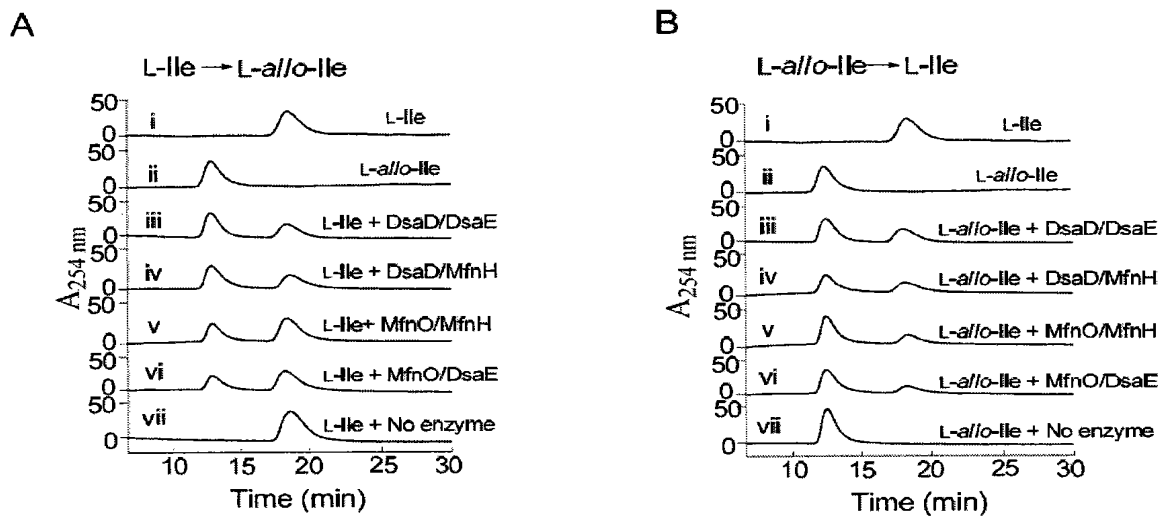 A
L-Ile → L-allo-Ile
A254 nm
50
0
i
L-Ile
50
0
ii
L-allo-Ile
50
0
iii
L-Ile + DsaD/DsaE
50
0
iv
L-Ile + DsaD/MfnH
50
0
v
L-Ile+ MfnO/MfnH
50
0
vi
L-Ile + MfnO/DsaE
50
0
vii
L-Ile + No enzyme
10 15 20 25 30
Time (min)
B
L-allo-Ile → L-Ile
A254 nm
50
0
i
L-Ile
50
0
ii
L-allo-Ile
50
0
iii
L-allo-Ile + DsaD/DsaE
50
0
iv
L-allo-Ile + DsaD/MfnH
50
0
v
L-allo-Ile + MfnO/MfnH
50
0
vi
L-allo-Ile + MfnO/DsaE
50
0
vii
L-allo-Ile + No enzyme
10 15 20 25 30
Time (min)